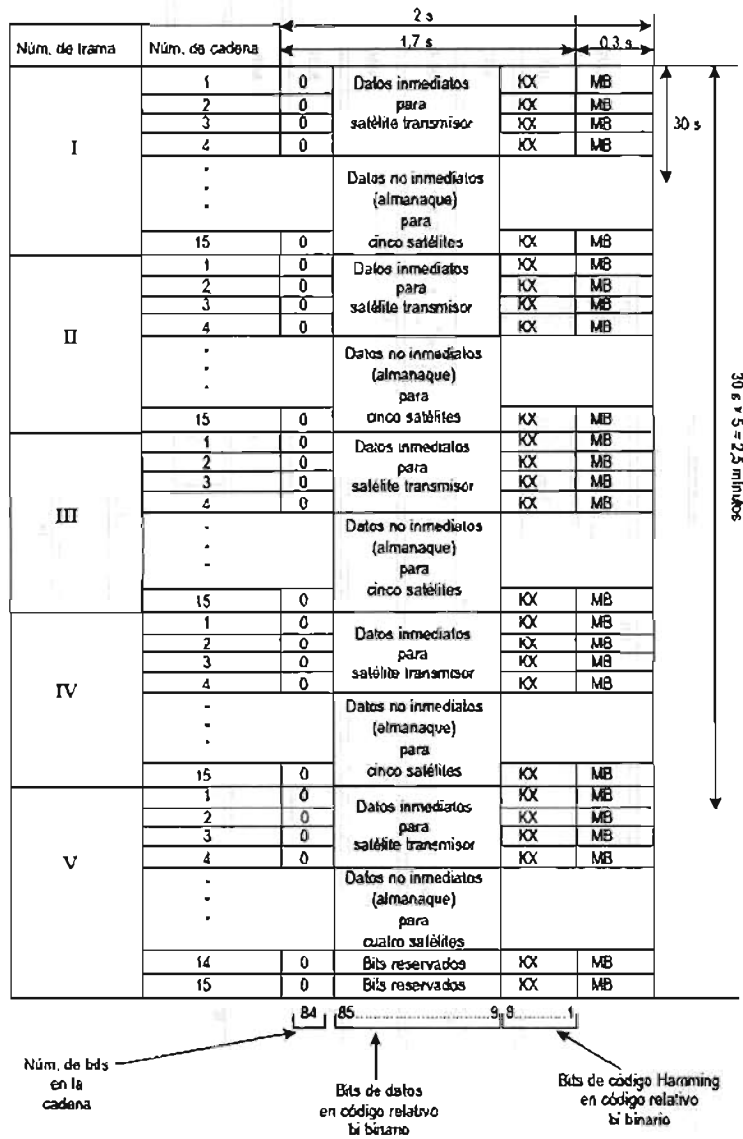 2 s
Núm. de trama Núm. de cadena 1,7 s 0,3 s
I
1 0 Datos inmediatos KX MB
2 0 para KX MB
3 0 satélite transmisor KX MB
4 0 KX MB
30 s
Datos no inmediatos
(almanaque)
para
15 0 cinco satélites KX MB
II
1 0 Datos inmediatos KX MB
2 0 para KX MB
3 0 satélite transmisor KX MB
4 0 KX MB
Datos no inmediatos
(almanaque)
para
15 0 cinco satélites KX MB
30 s * 5 = 2,5 minutos
III
1 0 Datos inmediatos KX MB
2 0 para KX MB
3 0 satélite transmisor KX MB
4 0 KX MB
Datos no inmediatos
(almanaque)
para
cinco satélites
15 0 KX MB
IV
1 0 Datos inmediatos KX MB
2 0 para KX MB
3 0 satélite transmisor KX MB
4 0 KX MB
Datos no inmediatos
(almanaque)
para
15 0 cinco satélites KX MB
V
1 0 Datos inmediatos KX MB
2 0 para KX MB
3 0 satélite transmisor KX MB
4 0 KX MB
Datos no inmediatos
(almanaque)
para
cuatro satélites
14 0 Bits reservados KX MB
15 0 Bits reservados KX MB
84 85 9 8 1
Núm. de bits
en la
cadena
Bits de datos
en código relativo
bi binario
Bits de código Hamming
en código relativo
bi binario